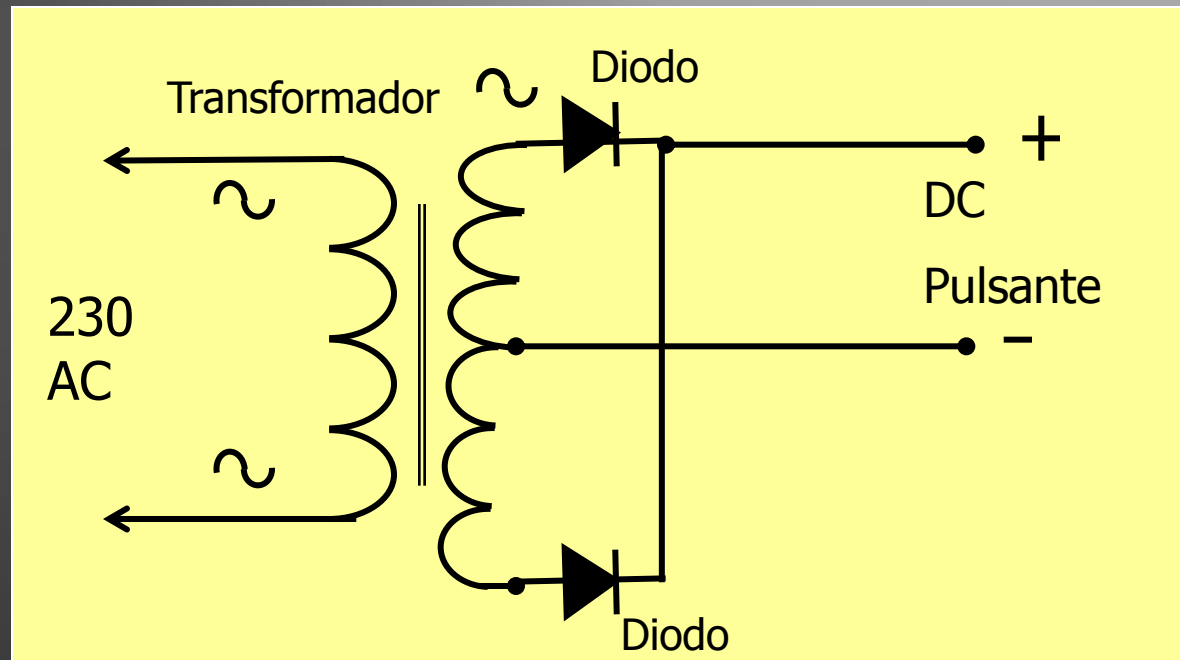 Transformador
Diodo
+
DC
Pulsante
–
230
AC
Diodo